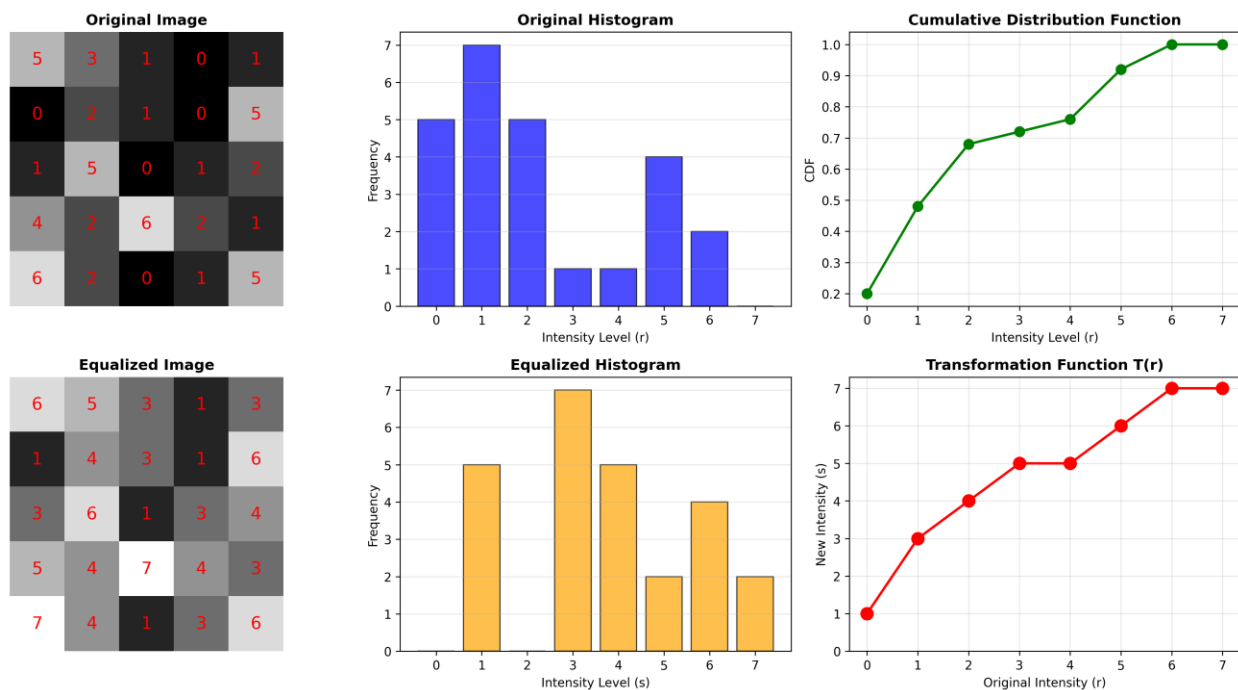 Original Image
5 3 1 0 1
0 2 1 0 5
1 5 0 1 2
4 2 6 2 1
6 2 0 1 5
Original Histogram
Frequency
7
6
5
4
3
2
1
0
0 1 2 3 4 5 6 7
Intensity Level (r)
Cumulative Distribution Function
CDF
1.0
0.9
0.8
0.7
0.6
0.5
0.4
0.3
0.2
0 1 2 3 4 5 6 7
Intensity Level (r)
Equalized Image
6 5 3 1 3
1 4 3 1 6
3 6 1 3 4
5 4 7 4 3
7 4 1 3 6
Equalized Histogram
Frequency
7
6
5
4
3
2
1
0
0 1 2 3 4 5 6 7
Intensity Level (s)
Transformation Function T(r)
New Intensity (s)
7
6
5
4
3
2
1
0
0 1 2 3 4 5 6 7
Original Intensity (r)